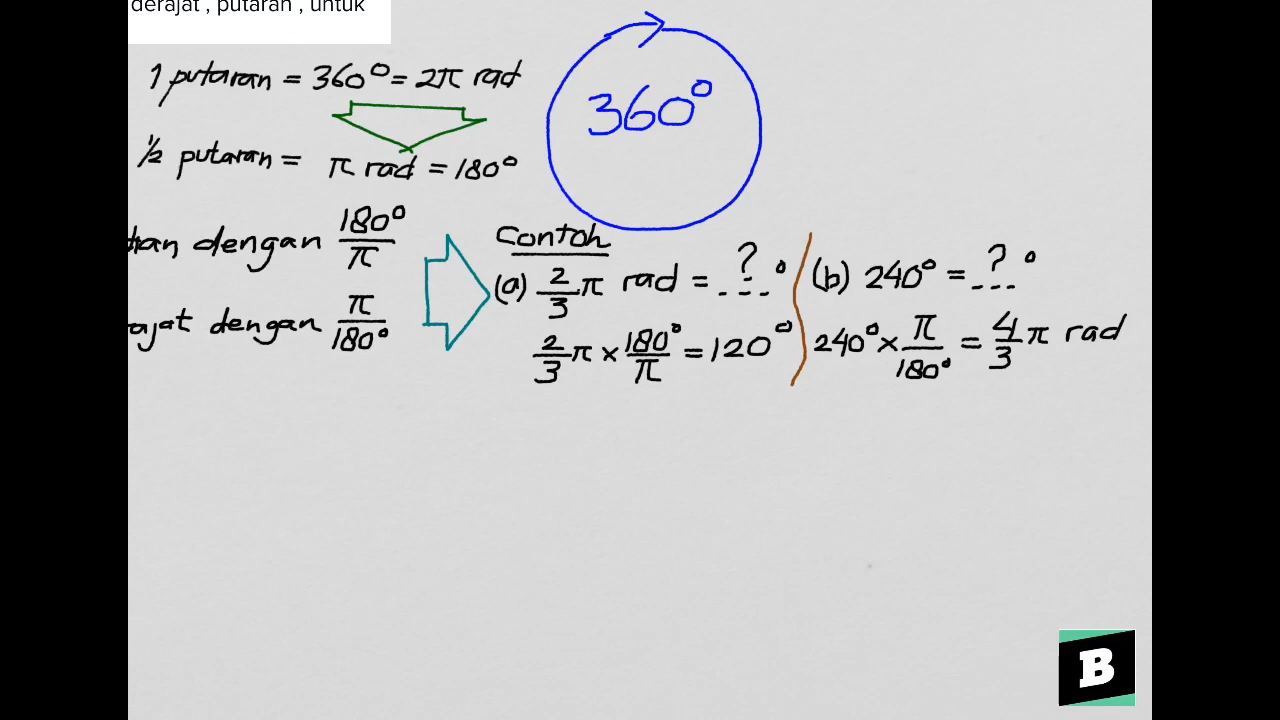 derajat , putaran , untuk
1 putaran = 360° = 2π rad
360°
½ putaran = π rad = 180°
dengan 180°/π
dengan π/180°
Contoh
(a) 2/3 π rad = ...?°
2/3 π × 180°/π = 120°
(b) 240° = ...?°
240° × π/180° = 4/3 π rad
B